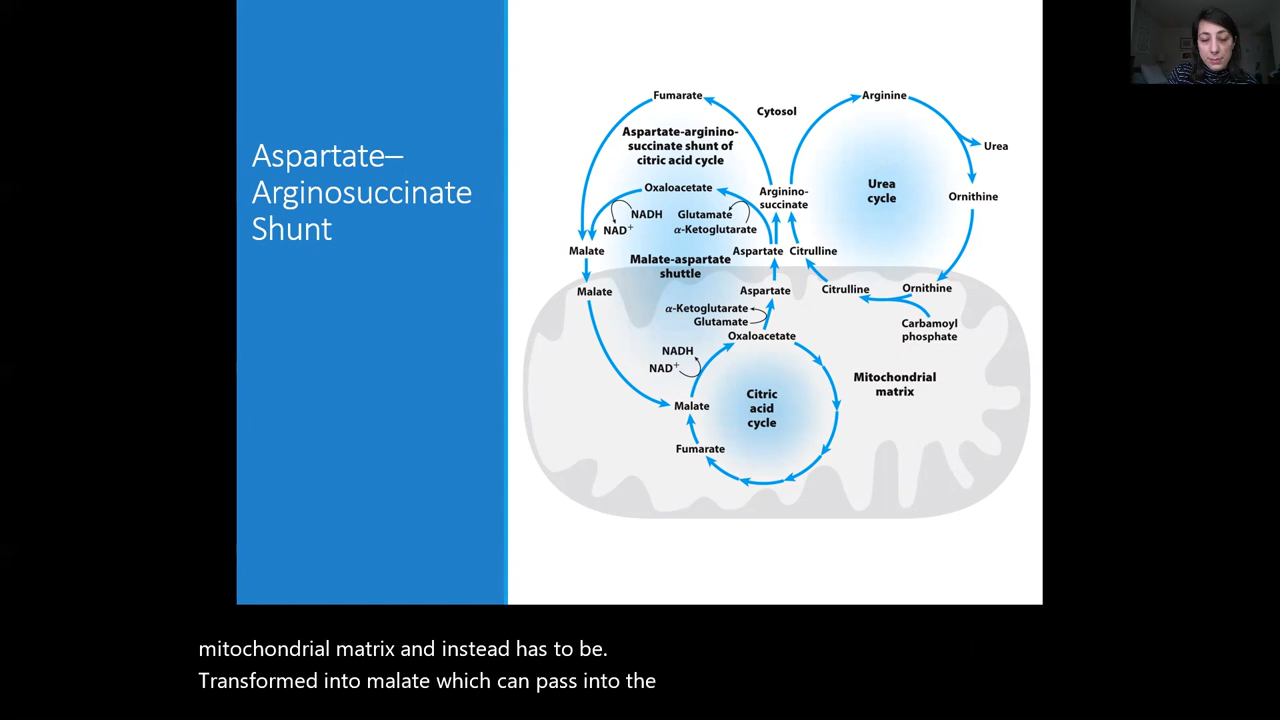 Aspartate–
Arginosuccinate
Shunt
Fumarate
Cytosol
Arginine
Aspartate-arginino-
succinate shunt of
citric acid cycle
Urea
Oxaloacetate
Arginino-
succinate
Urea
cycle
Ornithine
NADH
NAD+
Glutamate
α-Ketoglutarate
Malate
Malate-aspartate
shuttle
Aspartate
Citrulline
Malate
Aspartate
Citrulline
Ornithine
α-Ketoglutarate
Glutamate
Oxaloacetate
Carbamoyl
phosphate
NADH
NAD+
Mitochondrial
matrix
Citric
acid
cycle
Malate
Fumarate
mitochondrial matrix and instead has to be.
Transformed into malate which can pass into the